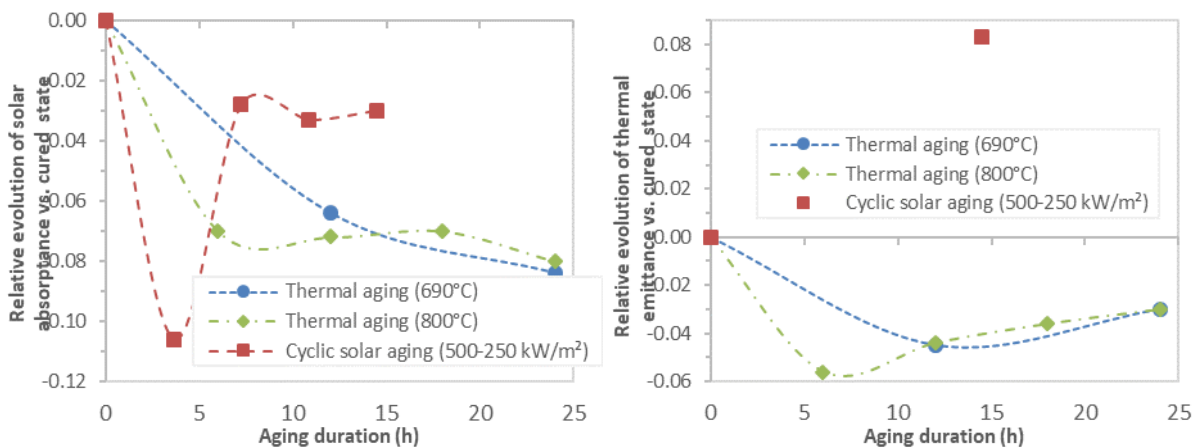 Relative evolution of solar
absorptance vs. cured state
0.00
-0.02
-0.04
-0.06
-0.08
-0.10
-0.12
0
5
10
15
20
25
Aging duration (h)
Thermal aging (690°C)
Thermal aging (800°C)
Cyclic solar aging (500-250 kW/m²)
Relative evolution of thermal
emittance vs. cured state
0.08
0.06
0.04
0.02
0.00
-0.02
-0.04
-0.06
0
5
10
15
20
25
Aging duration (h)
Thermal aging (690°C)
Thermal aging (800°C)
Cyclic solar aging (500-250 kW/m²)